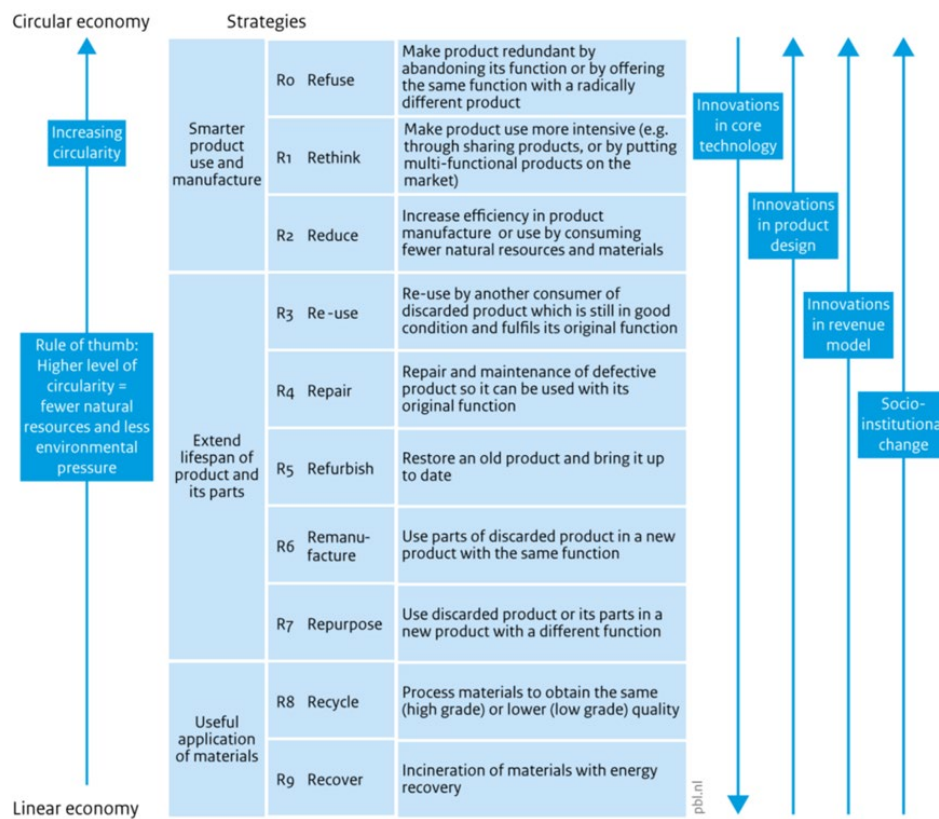 Circular economy
Strategies
Increasing
circularity
Rule of thumb:
Higher level of
circularity =
fewer natural
resources and less
environmental
pressure
Linear economy
Smarter
product
use and
manufacture
R0 Refuse
Make product redundant by
abandoning its function or by offering
the same function with a radically
different product
R1 Rethink
Make product use more intensive (e.g.
through sharing products, or by putting
multi-functional products on the
market)
R2 Reduce
Increase efficiency in product
manufacture or use by consuming
fewer natural resources and materials
Extend
lifespan of
product and
its parts
R3 Re-use
Re-use by another consumer of
discarded product which is still in good
condition and fulfils its original function
R4 Repair
Repair and maintenance of defective
product so it can be used with its
original function
R5 Refurbish
Restore an old product and bring it up
to date
R6 Remanu-
facture
Use parts of discarded product in a new
product with the same function
R7 Repurpose
Use discarded product or its parts in a
new product with a different function
Useful
application
of materials
R8 Recycle
Process materials to obtain the same
(high grade) or lower (low grade) quality
R9 Recover
Incineration of materials with energy
recovery
pbl.nl
Innovations
in core
technology
Innovations
in product
design
Innovations
in revenue
model
Socio-
institutional
change